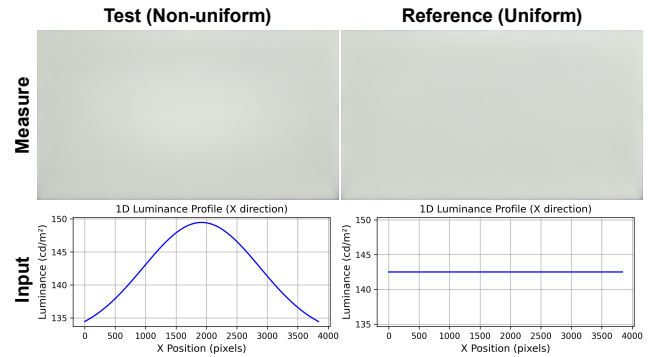 Test (Non-uniform)
Reference (Uniform)
Measure
Input
1D Luminance Profile (X direction)
Luminance (cd/m²)
150
145
140
135
0 500 1000 1500 2000 2500 3000 3500 4000
X Position (pixels)
1D Luminance Profile (X direction)
Luminance (cd/m²)
150
145
140
135
0 500 1000 1500 2000 2500 3000 3500 4000
X Position (pixels)